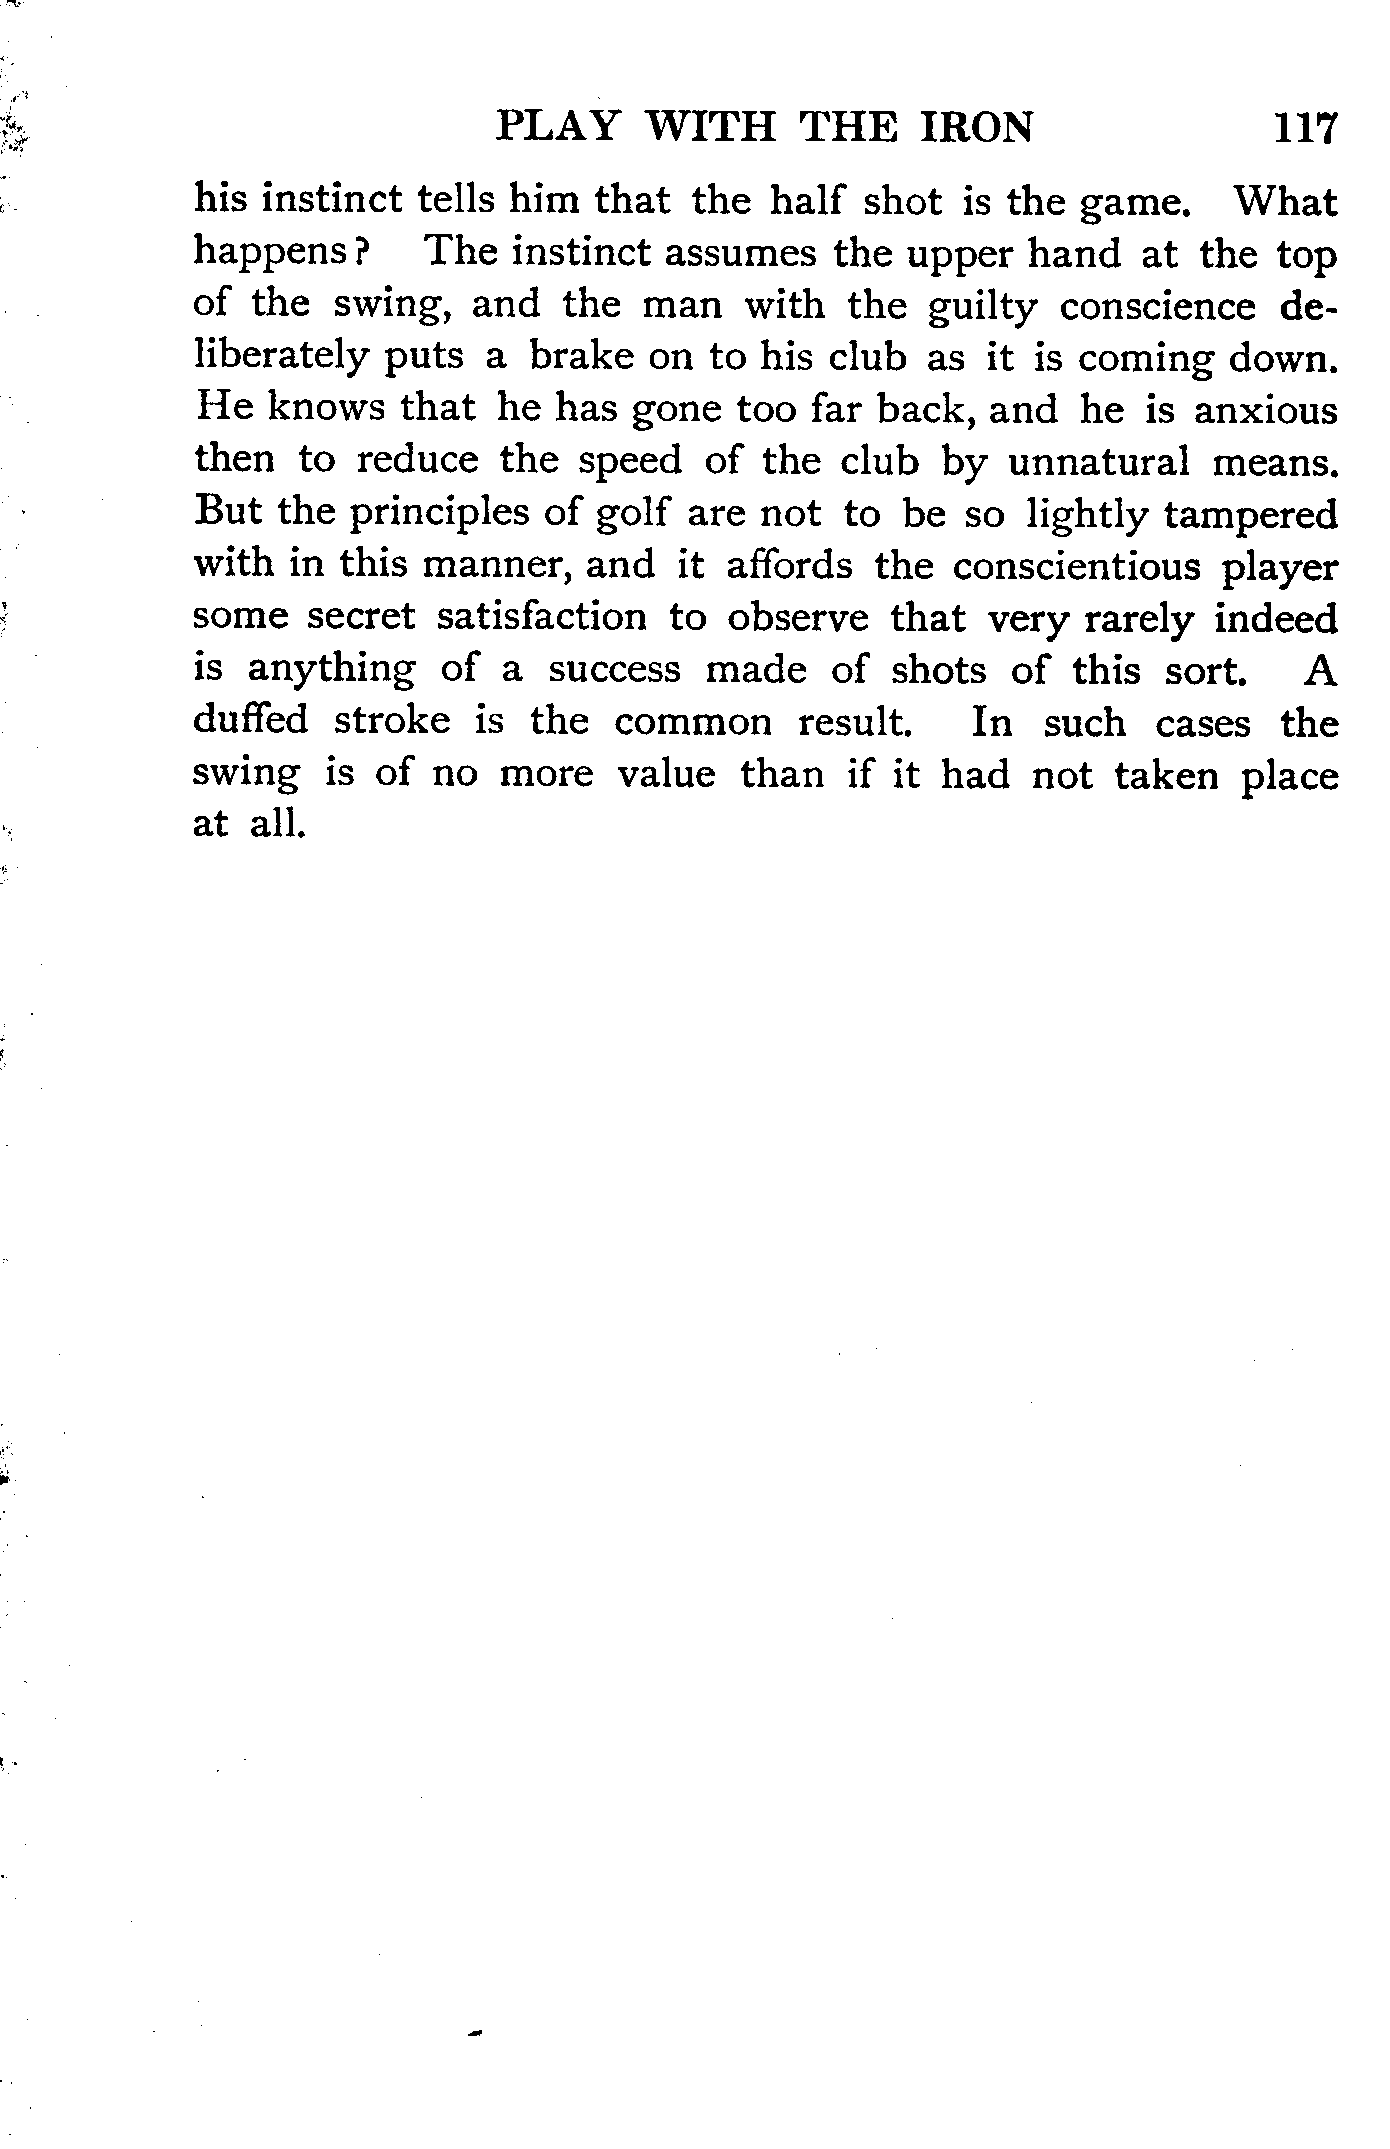 PLAY WITH THE IRON 117
his instinct tells him that the half shot is the game. What
happens? The instinct assumes the upper hand at the top
of the swing, and the man with the guilty conscience de-
liberately puts a brake on to his club as it is coming down.
He knows that he has gone too far back, and he is anxious
then to reduce the speed of the club by unnatural means.
But the principles of golf are not to be so lightly tampered
with in this manner, and it affords the conscientious player
some secret satisfaction to observe that very rarely indeed
is anything of a success made of shots of this sort. A
duffed stroke is the common result. In such cases the
swing is of no more value than if it had not taken place
at all.